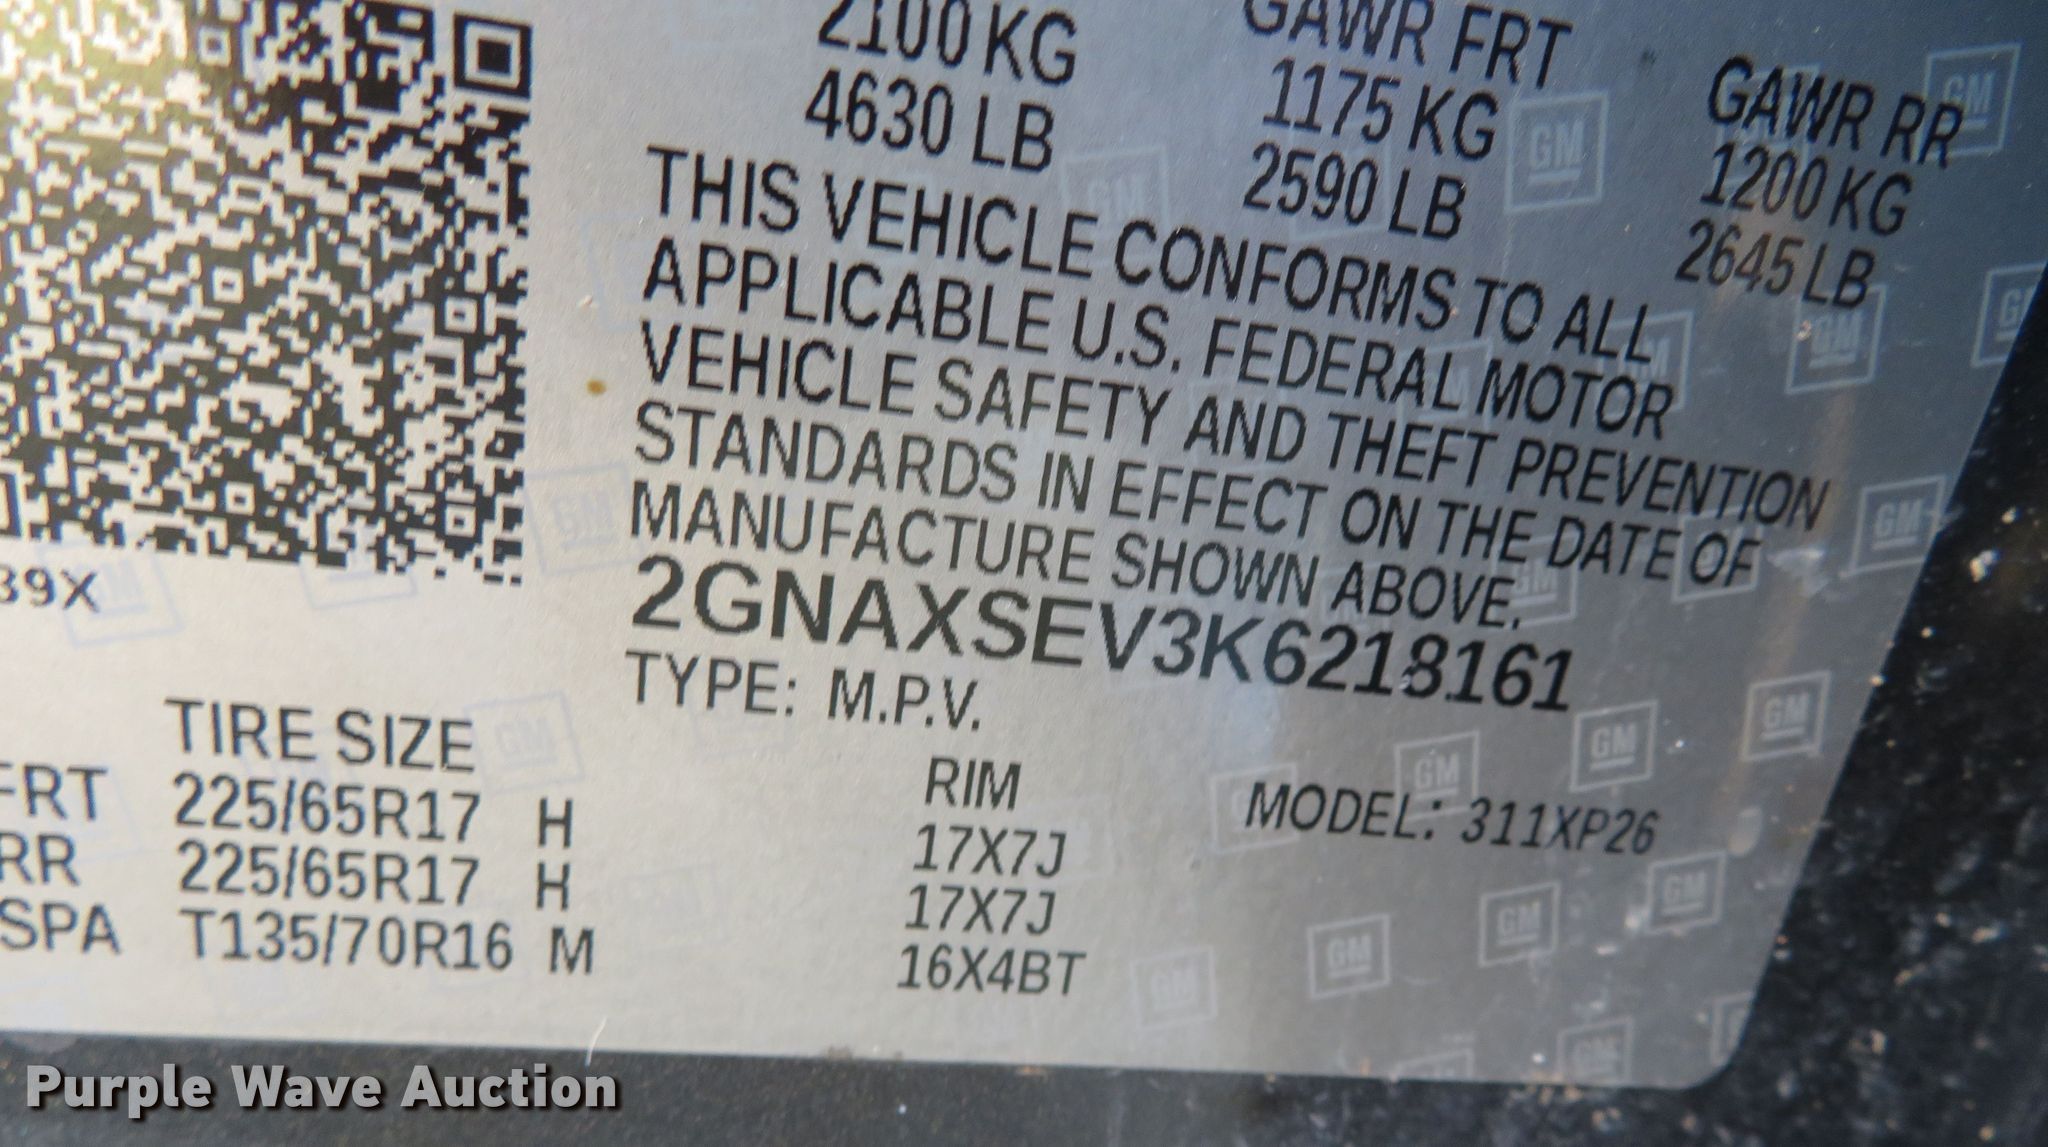 2100 KG
4630 LB
GAWR FRT
1175 KG
2590 LB
GAWR RR
1200 KG
2645 LB
THIS VEHICLE CONFORMS TO ALL
APPLICABLE U.S. FEDERAL MOTOR
VEHICLE SAFETY AND THEFT PREVENTION
STANDARDS IN EFFECT ON THE DATE OF
MANUFACTURE SHOWN ABOVE.
2GNAXSEV3K6218161
TYPE: M.P.V.
39X
TIRE SIZE RIM MODEL: 311XP26
FRT 225/65R17 H 17X7J
RR 225/65R17 H 17X7J
SPA T135/70R16 M 16X4BT
GM
Purple Wave Auction